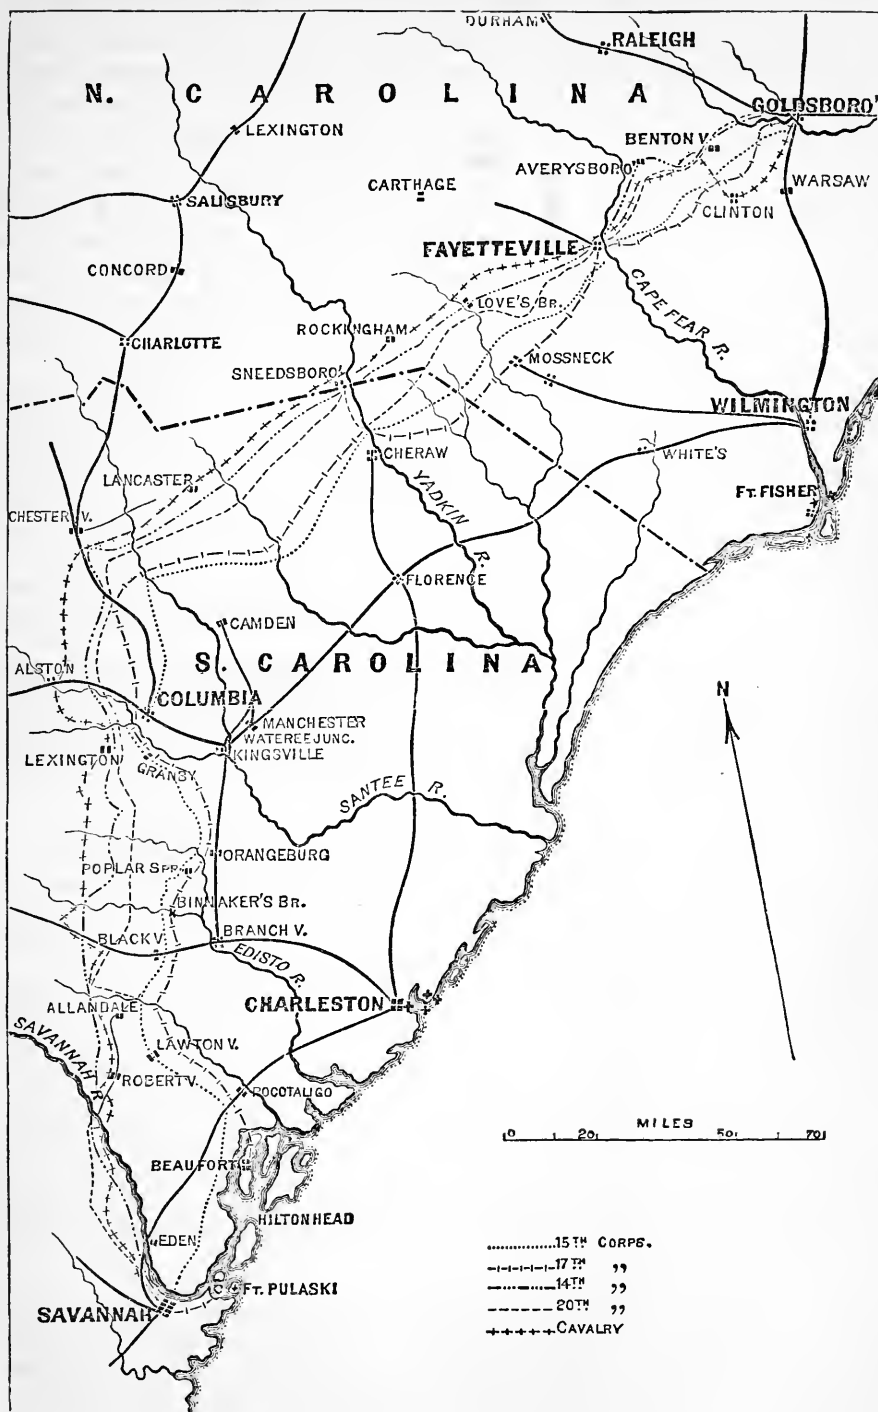 DURHAM
RALEIGH
N. CAROLINA
GOLDSBORO'
LEXINGTON
BENTON V.
AVERYSBORO
CARTHAGE
WARSAW
SALISBURY
CLINTON
FAYETTEVILLE
CONCORD
CAPE FEAR R.
LOVE'S BR.
ROCKINGHAM
CHARLOTTE
MOSSNECK
SNEEDSBORO
WILMINGTON
CHERAW
WHITE'S
LANCASTER
YADKIN R.
FT. FISHER
CHESTER V.
FLORENCE
CAMDEN
S. CAROLINA
ALSTON
N
COLUMBIA
MANCHESTER
WATEREE JUNC.
KINGSVILLE
LEXINGTON
GRANBY
SANTEE R.
ORANGEBURG
POPLAR SPR.
BINNAKER'S BR.
BRANCH V.
BLACK V.
EDISTO R.
CHARLESTON
ALLANDALE
SAVANNAH R.
LAWTON V.
ROBERT V.
POCOTALIGO
MILES
0 20 50 70
BEAUFORT
HILTON HEAD
EDEN
FT. PULASKI
SAVANNAH
15TH CORPS.
17TH ,,
14TH ,,
20TH ,,
CAVALRY